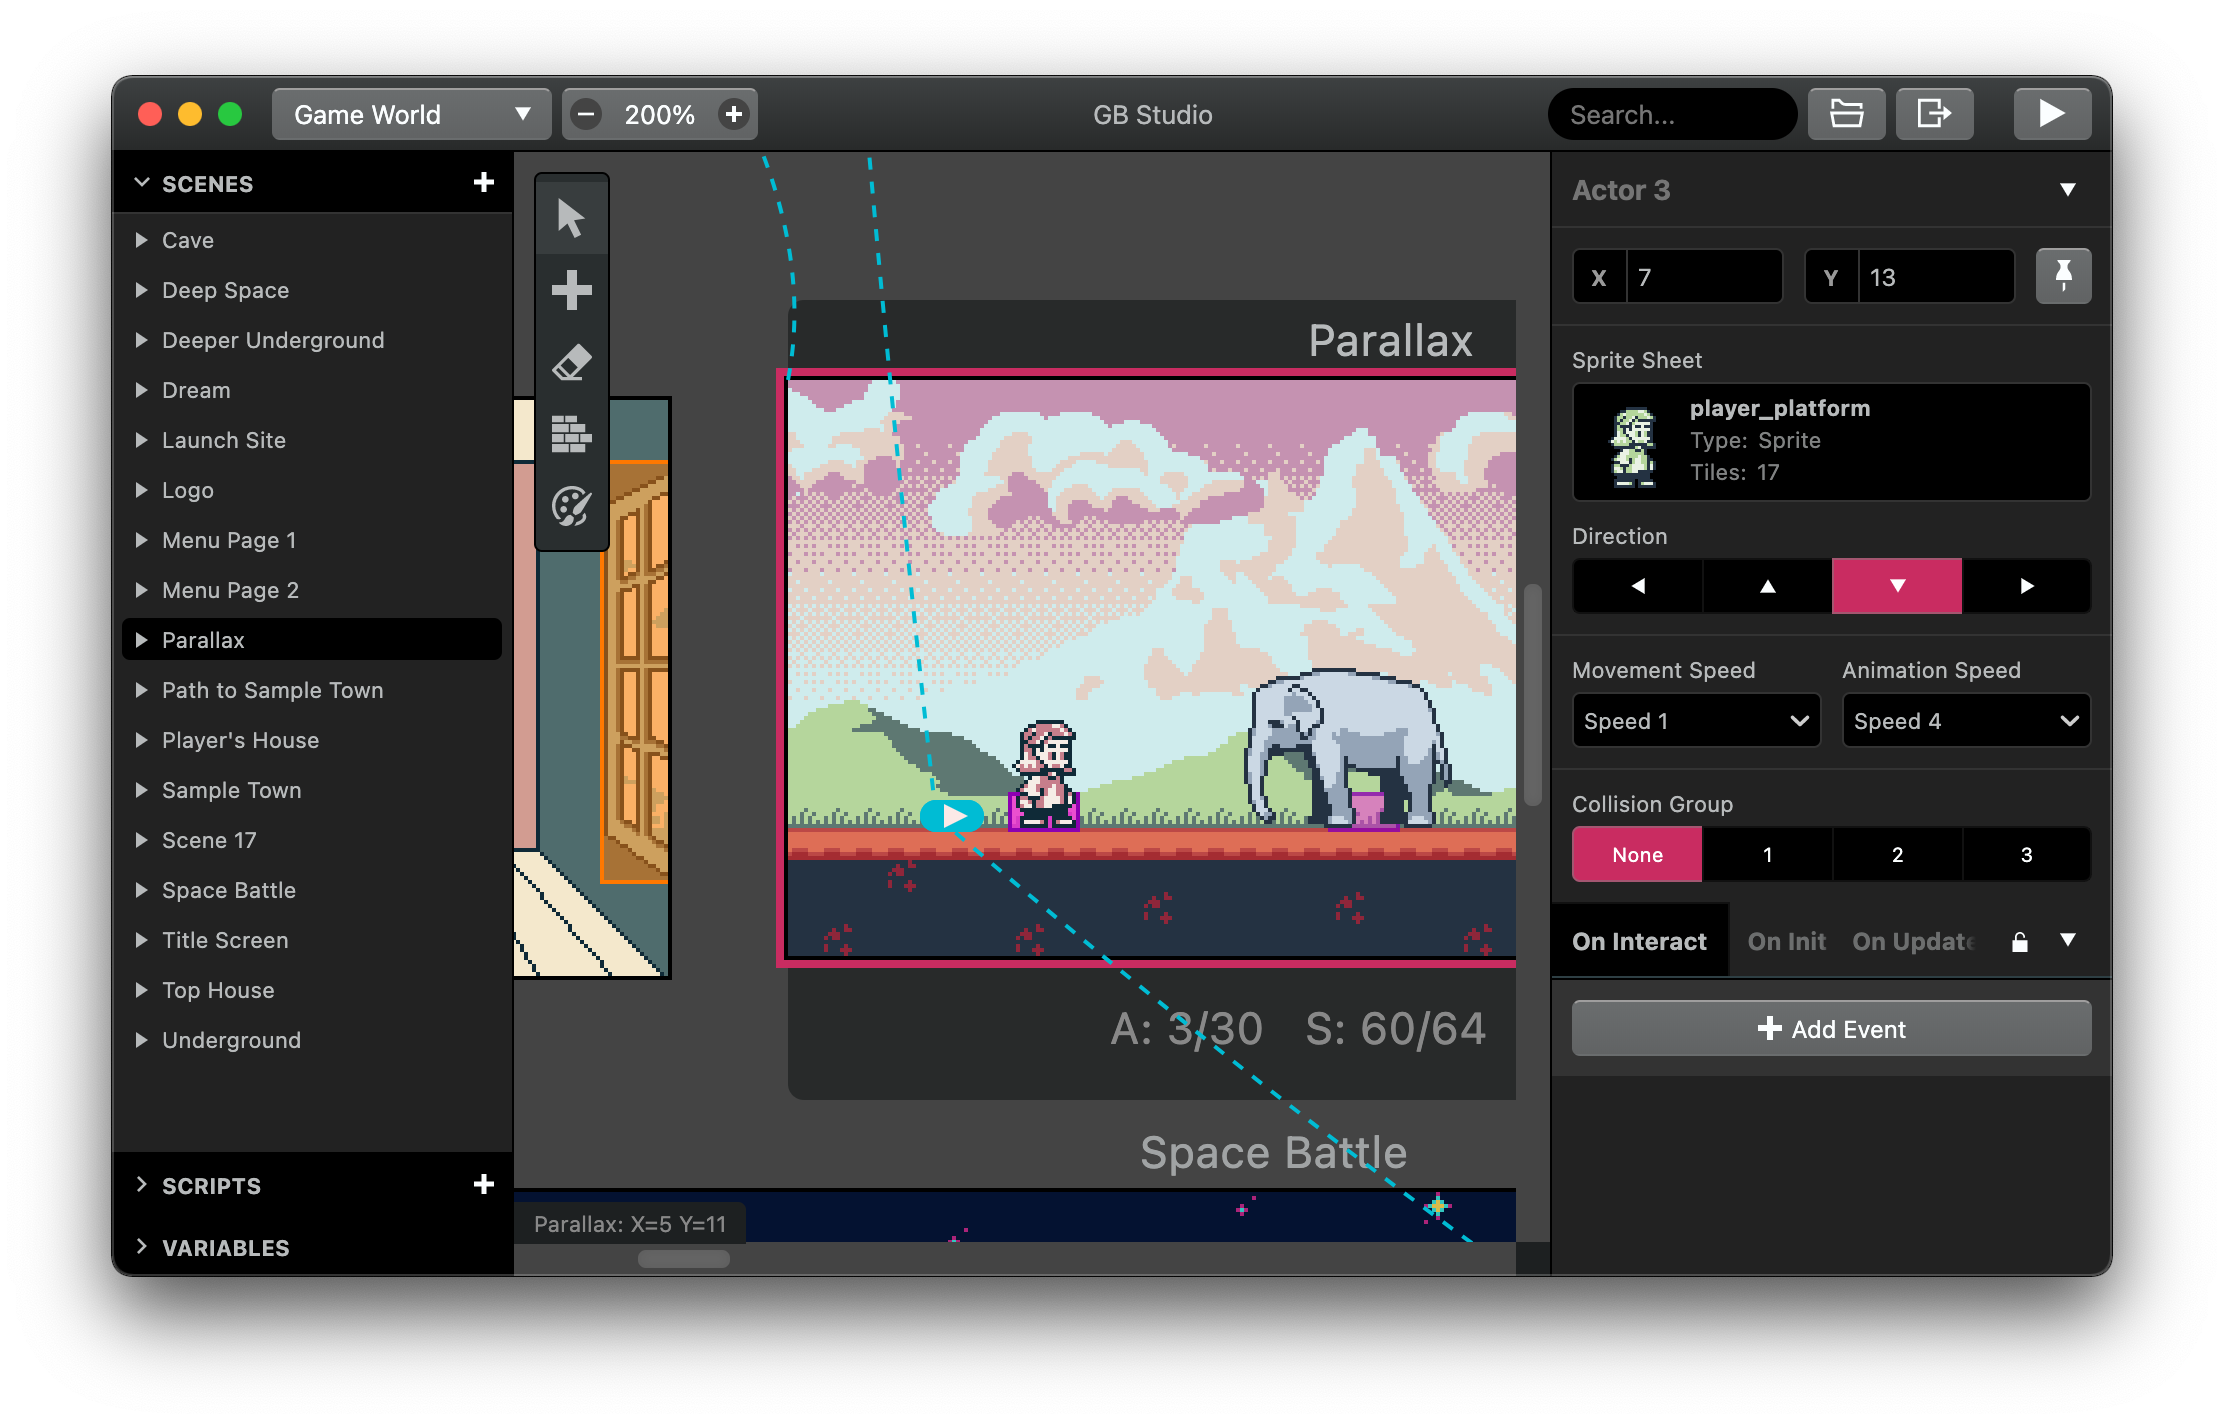 Game World
200%
GB Studio
Search...
SCENES
Cave
Deep Space
Deeper Underground
Dream
Launch Site
Logo
Menu Page 1
Menu Page 2
Parallax
Path to Sample Town
Player's House
Sample Town
Scene 17
Space Battle
Title Screen
Top House
Underground
SCRIPTS
VARIABLES
Parallax
A: 3/30 S: 60/64
Space Battle
Parallax: X=5 Y=11
Actor 3
X 7 Y 13
Sprite Sheet
player_platform
Type: Sprite
Tiles: 17
Direction
Movement Speed Animation Speed
Speed 1 Speed 4
Collision Group
None 1 2 3
On Interact On Init On Update
Add Event